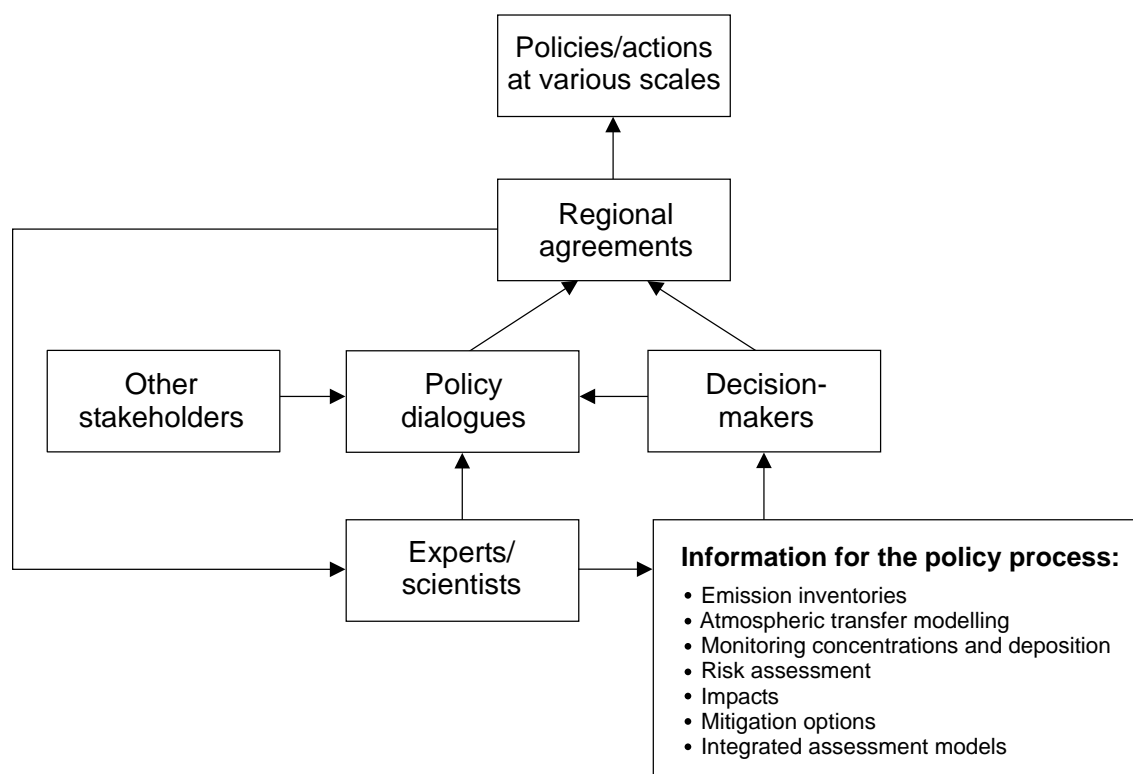 Policies/actions
at various scales
Regional
agreements
Other
stakeholders
Policy
dialogues
Decision-
makers
Experts/
scientists
Information for the policy process:
• Emission inventories
• Atmospheric transfer modelling
• Monitoring concentrations and deposition
• Risk assessment
• Impacts
• Mitigation options
• Integrated assessment models